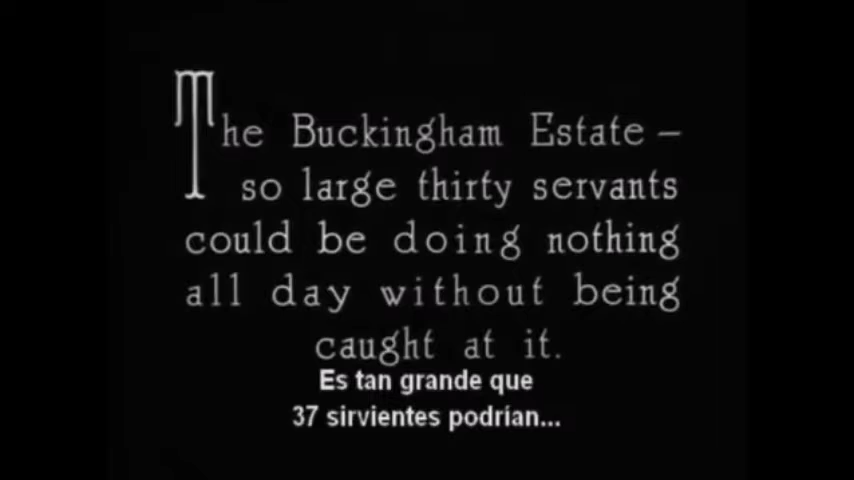 The Buckingham Estate –
so large thirty servants
could be doing nothing
all day without being
caught at it.
Es tan grande que
37 sirvientes podrían...